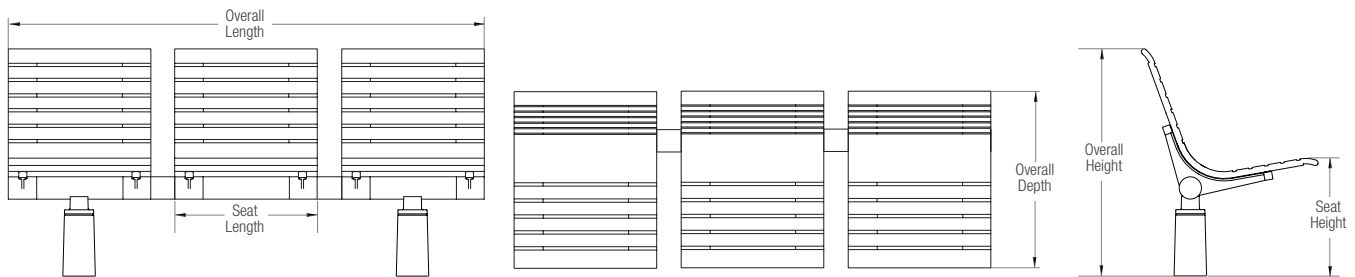 Overall
Length
Seat
Length
Overall
Depth
Overall
Height
Seat
Height